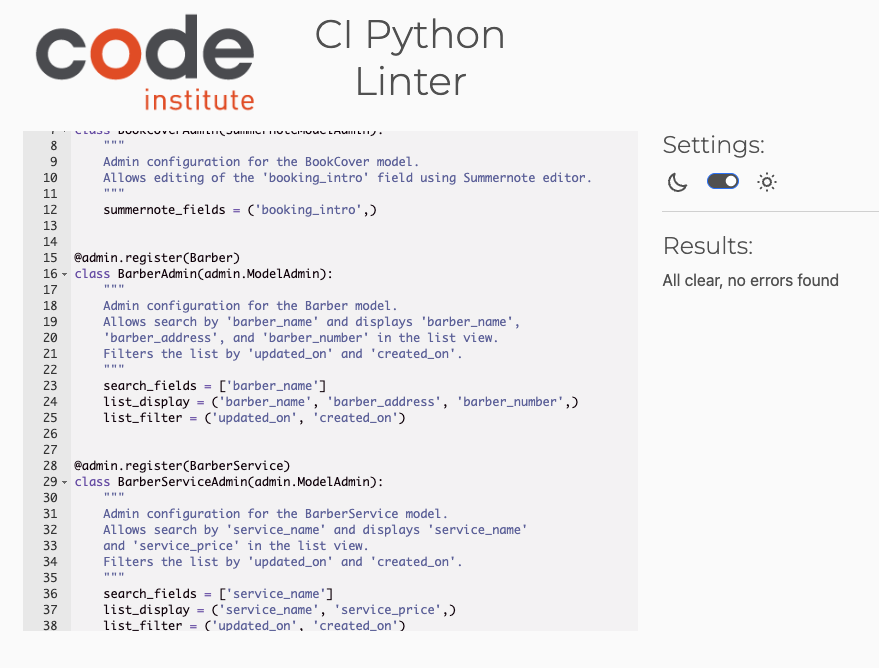 code
institute
CI Python
Linter
7 class BookCoverAdmin(SummernoteModelAdmin):
8 """
9 Admin configuration for the BookCover model.
10 Allows editing of the 'booking_intro' field using Summernote editor.
11 """
12 summernote_fields = ('booking_intro',)
13
14
15 @admin.register(Barber)
16 class BarberAdmin(admin.ModelAdmin):
17 """
18 Admin configuration for the Barber model.
19 Allows search by 'barber_name' and displays 'barber_name',
20 'barber_address', and 'barber_number' in the list view.
21 Filters the list by 'updated_on' and 'created_on'.
22 """
23 search_fields = ['barber_name']
24 list_display = ('barber_name', 'barber_address', 'barber_number',)
25 list_filter = ('updated_on', 'created_on')
26
27
28 @admin.register(BarberService)
29 class BarberServiceAdmin(admin.ModelAdmin):
30 """
31 Admin configuration for the BarberService model.
32 Allows search by 'service_name' and displays 'service_name'
33 and 'service_price' in the list view.
34 Filters the list by 'updated_on' and 'created_on'.
35 """
36 search_fields = ['service_name']
37 list_display = ('service_name', 'service_price',)
38 list_filter = ('updated_on', 'created_on')
Settings:
Results:
All clear, no errors found